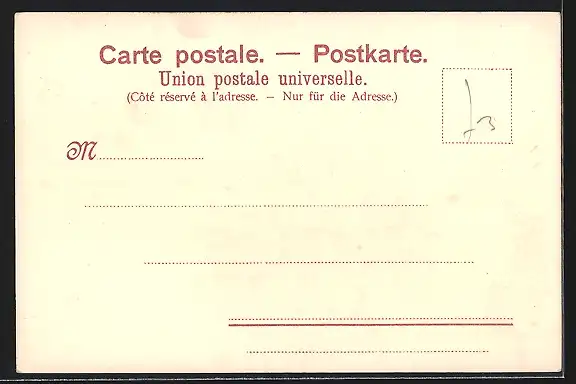 Carte postale. — Postkarte.
Union postale universelle.
(Côté réservé à l'adresse. — Nur für die Adresse.)
M